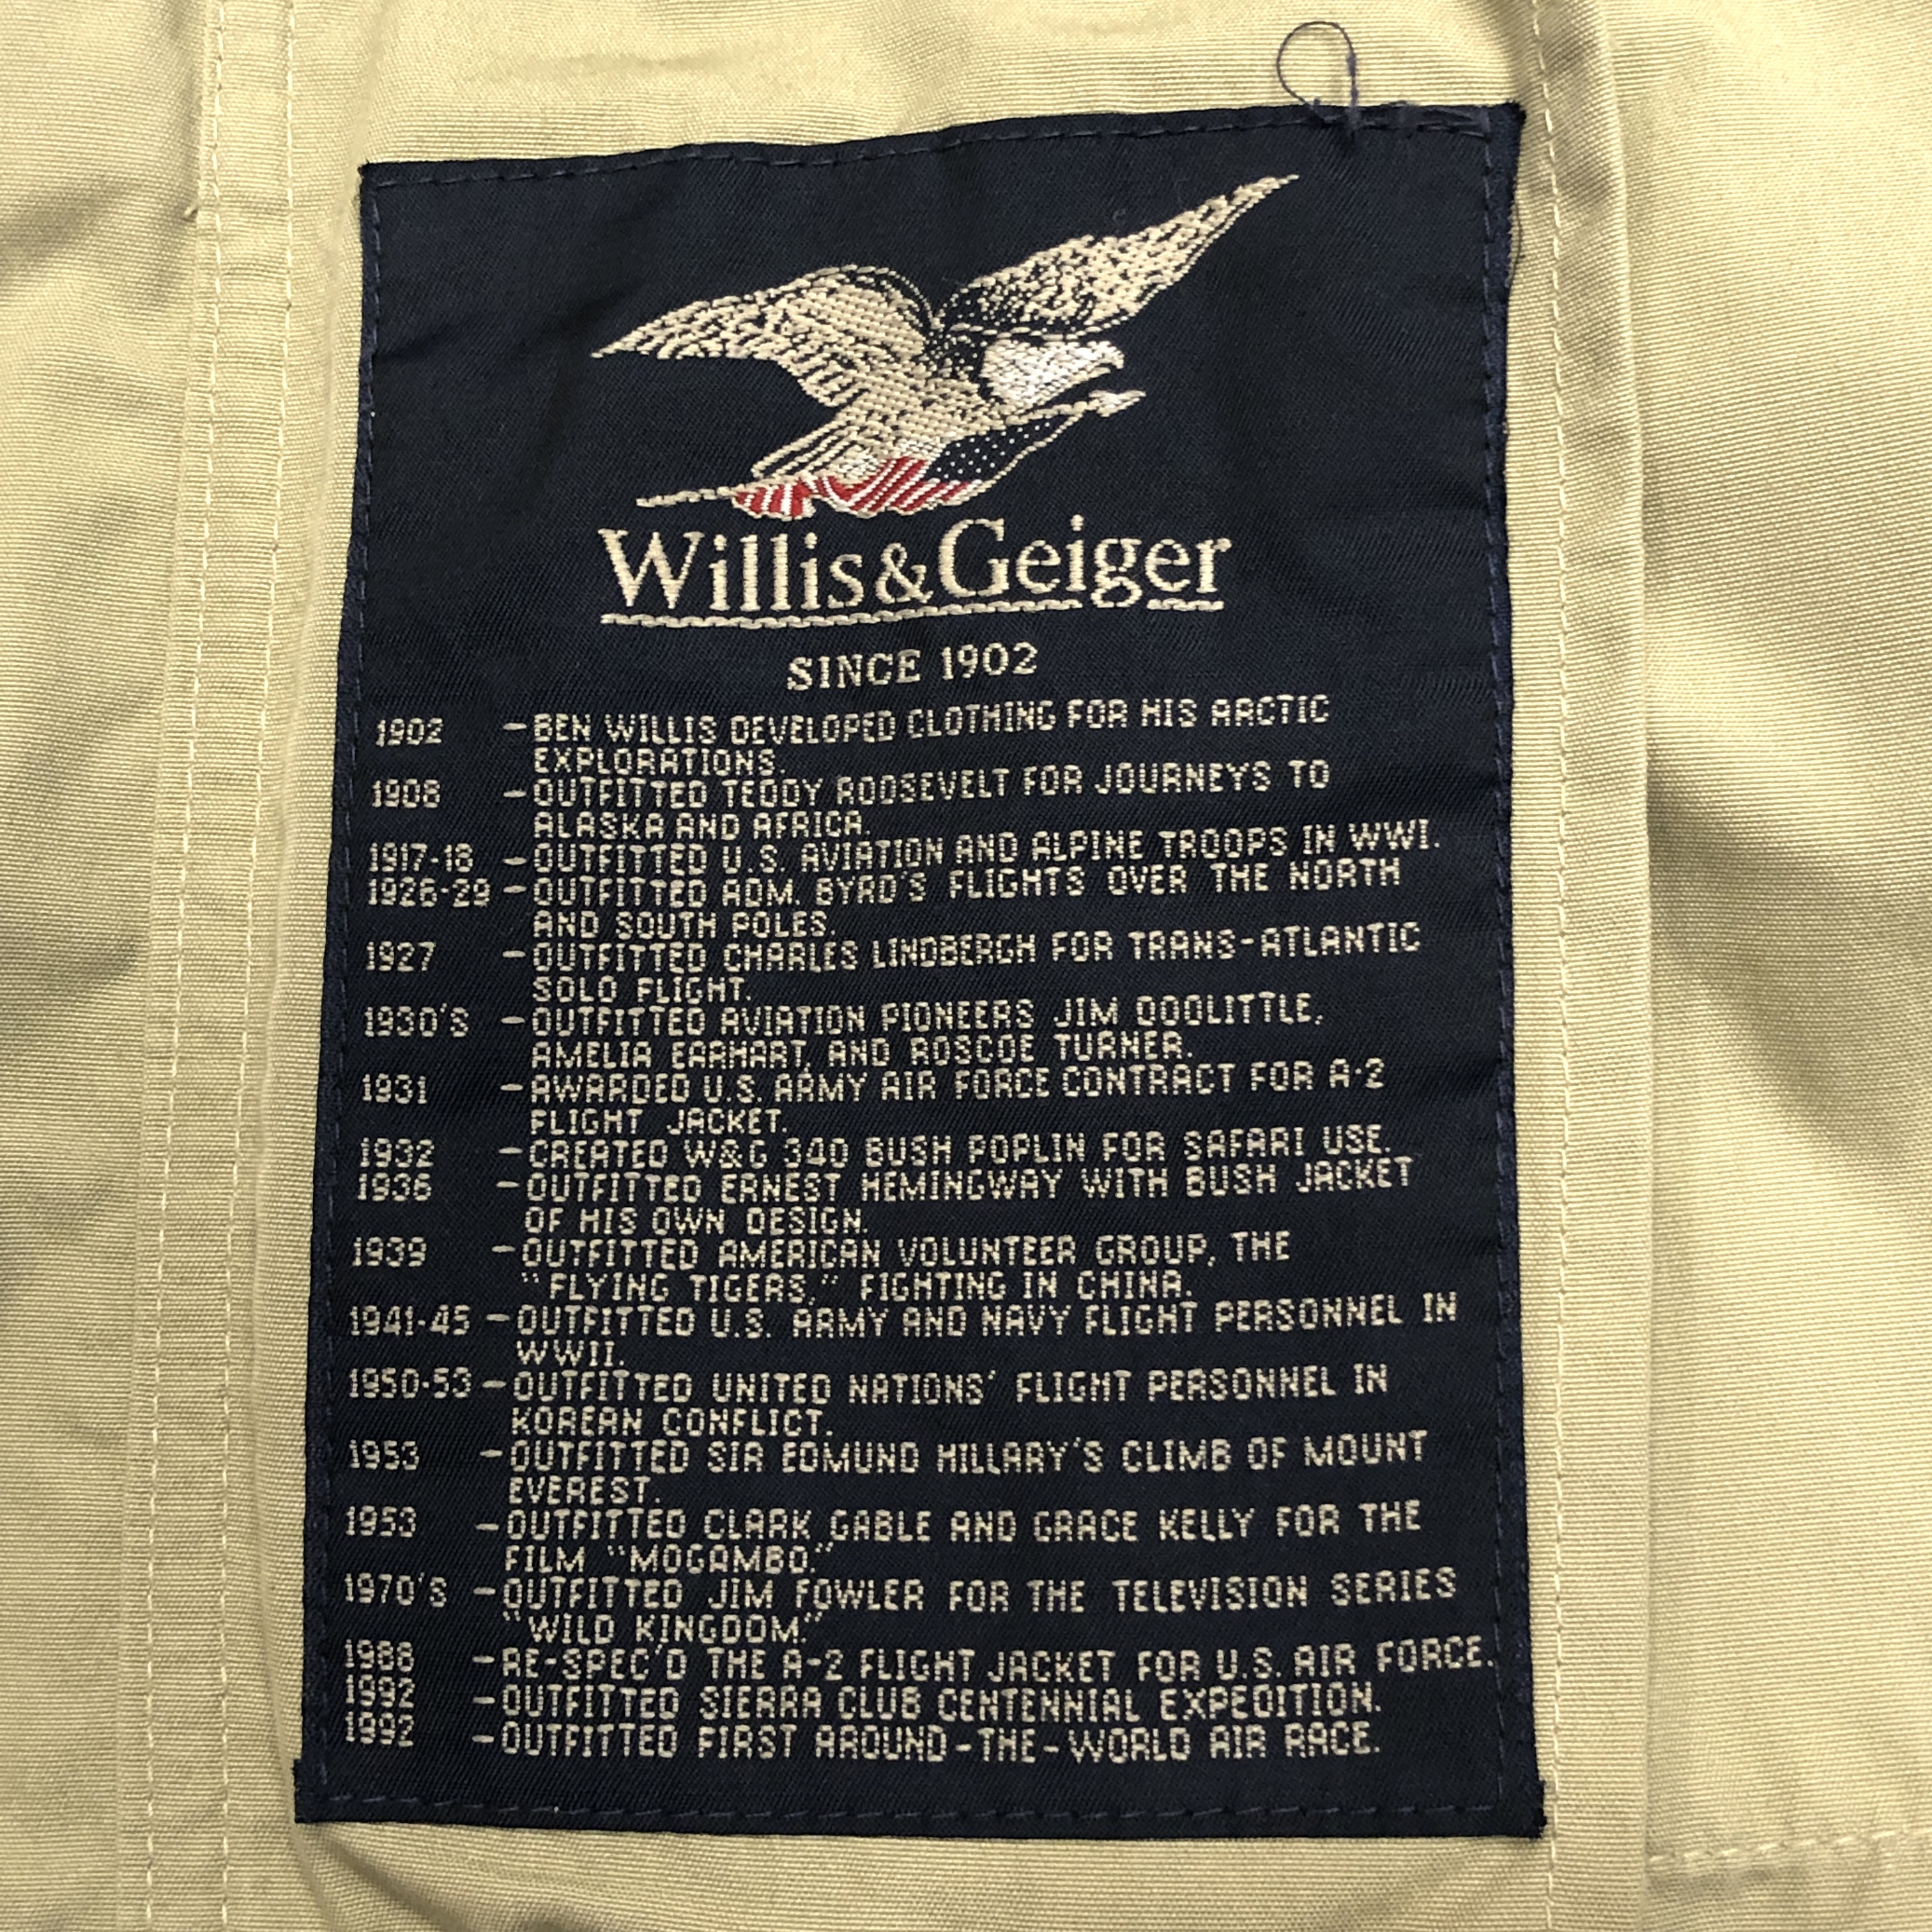 Willis&Geiger
SINCE 1902
1902 -BEN WILLIS DEVELOPED CLOTHING FOR HIS ARCTIC
EXPLORATIONS.
1908 -OUTFITTED TEDDY ROOSEVELT FOR JOURNEYS TO
ALASKA AND AFRICA.
1917-18 -OUTFITTED U.S. AVIATION AND ALPINE TROOPS IN WWI.
1926-29 -OUTFITTED ADM. BYRD'S FLIGHTS OVER THE NORTH
AND SOUTH POLES.
1927 -OUTFITTED CHARLES LINDBERGH FOR TRANS-ATLANTIC
SOLO FLIGHT.
1930'S -OUTFITTED AVIATION PIONEERS JIM DOOLITTLE,
AMELIA EARHART, AND ROSCOE TURNER.
1931 -AWARDED U.S. ARMY AIR FORCE CONTRACT FOR A-2
FLIGHT JACKET.
1932 -CREATED W&G 340 BUSH POPLIN FOR SAFARI USE.
1936 -OUTFITTED ERNEST HEMINGWAY WITH BUSH JACKET
OF HIS OWN DESIGN.
1939 -OUTFITTED AMERICAN VOLUNTEER GROUP, THE
"FLYING TIGERS," FIGHTING IN CHINA.
1941-45 -OUTFITTED U.S. ARMY AND NAVY FLIGHT PERSONNEL IN
WWII.
1950-53 -OUTFITTED UNITED NATIONS' FLIGHT PERSONNEL IN
KOREAN CONFLICT.
1953 -OUTFITTED SIR EDMUND HILLARY'S CLIMB OF MOUNT
EVEREST.
1953 -OUTFITTED CLARK GABLE AND GRACE KELLY FOR THE
FILM "MOGAMBO."
1970'S -OUTFITTED JIM FOWLER FOR THE TELEVISION SERIES
"WILD KINGDOM."
1988 -RE-SPEC'D THE A-2 FLIGHT JACKET FOR U.S. AIR FORCE.
1992 -OUTFITTED SIERRA CLUB CENTENNIAL EXPEDITION.
1992 -OUTFITTED FIRST AROUND-THE-WORLD AIR RACE.